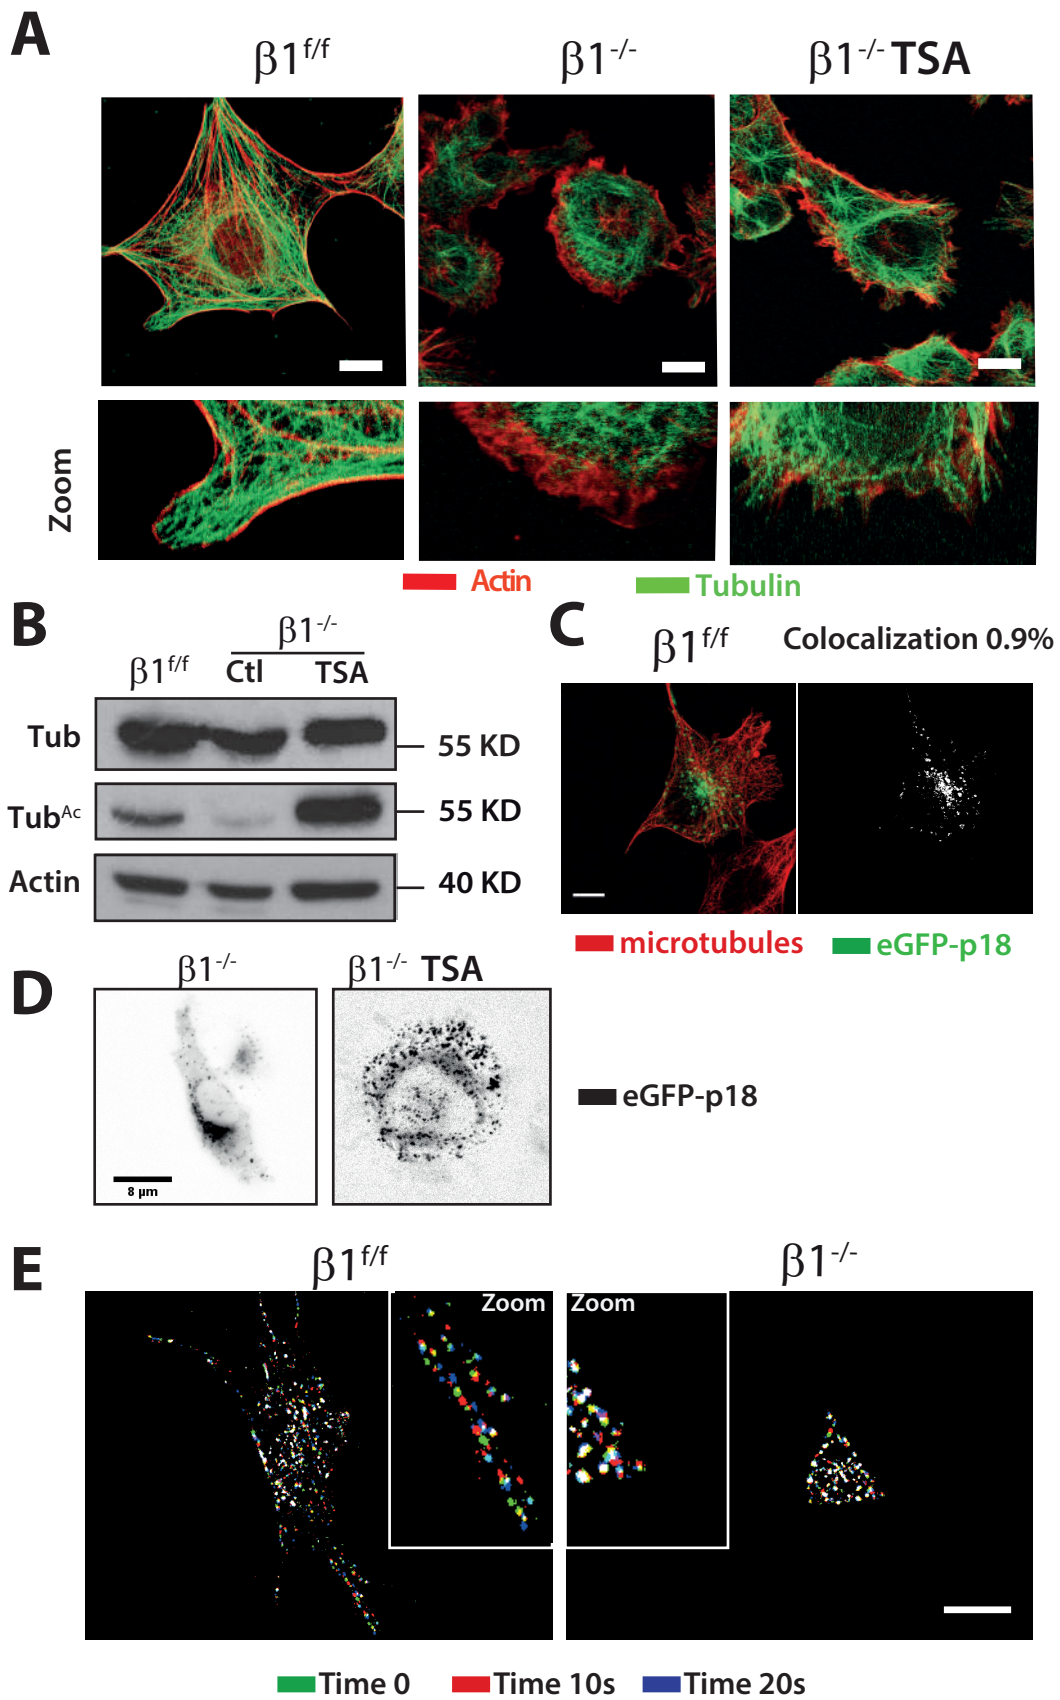 A
β1f/f
β1-/-
β1-/- TSA
Zoom
Actin
Tubulin
B
β1-/-
β1f/f
Ctl
TSA
Tub
55 KD
TubAc
55 KD
Actin
40 KD
C
β1f/f
Colocalization 0.9%
microtubules
eGFP-p18
D
β1-/-
β1-/- TSA
8 µm
eGFP-p18
E
β1f/f
β1-/-
Zoom
Zoom
Time 0
Time 10s
Time 20s